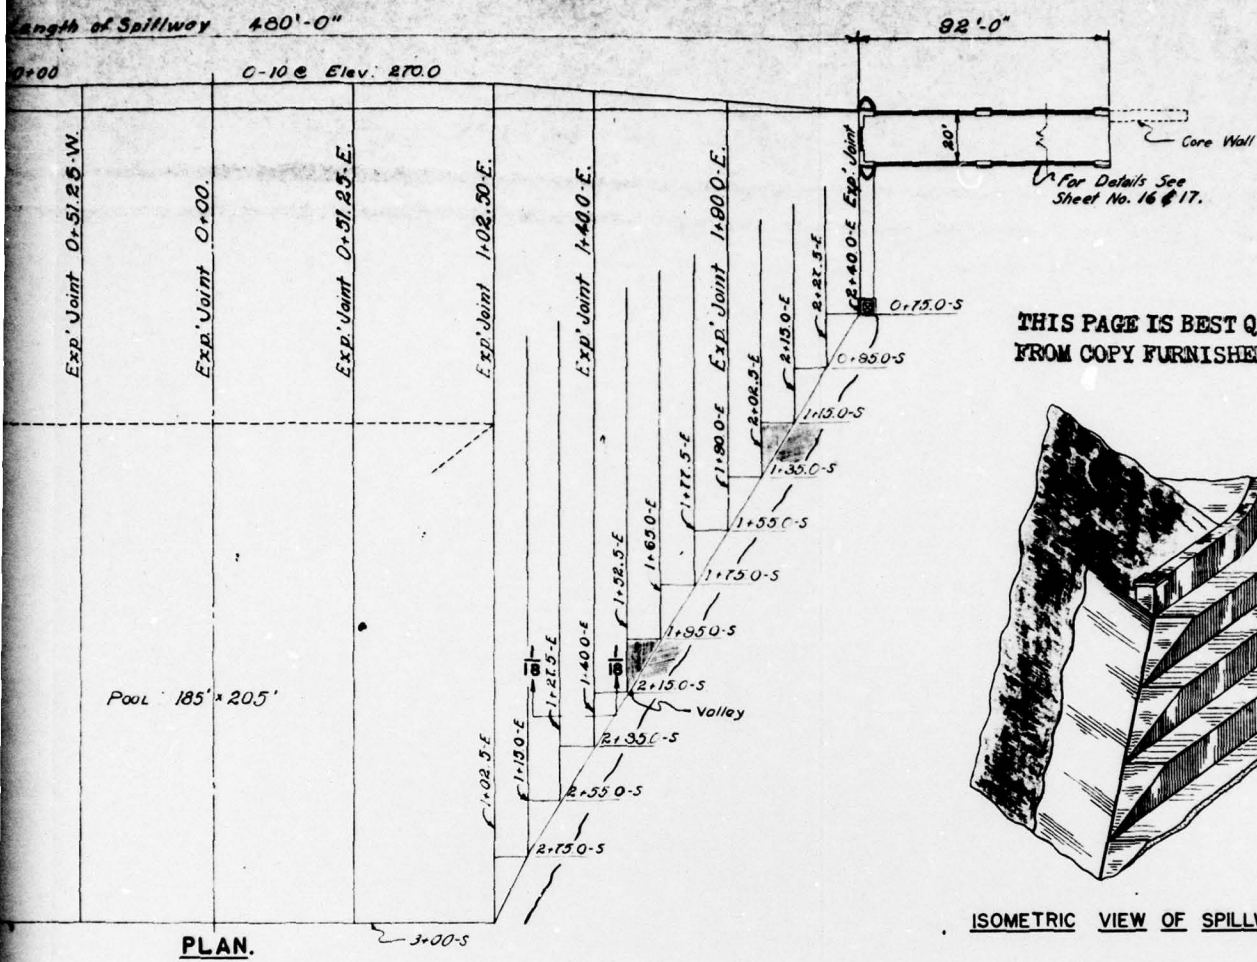 Length of Spillway 480'-0"
92'-0"
0+00
0-10 @ Elev. 270.0
Core Wall
20'
For Details See
Sheet No. 16 & 17.
Exp. Joint 0+51.25-W.
Exp. Joint 0+00.
Exp. Joint 0+51.25-E.
Exp. Joint 1+02.50-E.
Exp. Joint 1+40.0-E.
Exp. Joint 1+90.0-E.
2+40.0-E Exp. Joint
2+27.5-E
2+15.0-E
2+02.5-E
1+90.0-E
1+77.5-E
1+65.0-E
1+52.5-E
1+40.0-E
1+27.5-E
1+15.0-E
1+02.5-E
0+75.0-S
0+95.0-S
1+15.0-S
1+35.0-S
1+55.0-S
1+75.0-S
1+95.0-S
2+15.0-S
Valley
2+35.0-S
2+55.0-S
2+75.0-S
3+00-S
1
18
1
18
POOL: 185' x 205'
PLAN.
THIS PAGE IS BEST Q
FROM COPY FURNISHE
ISOMETRIC VIEW OF SPILLW